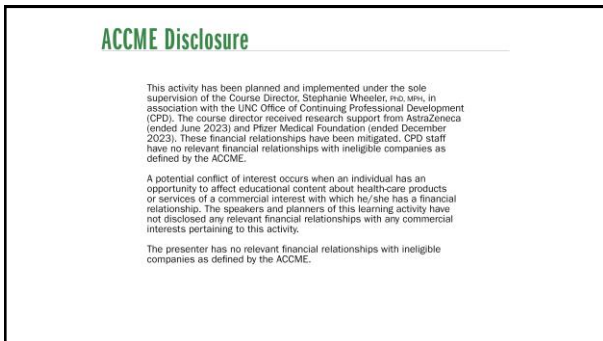 ACCME Disclosure
This activity has been planned and implemented under the sole
supervision of the Course Director, Stephanie Wheeler, PhD, MPH, in
association with the UNC Office of Continuing Professional Development
(CPD). The course director received research support from AstraZeneca
(ended June 2023) and Pfizer Medical Foundation (ended December
2023). These financial relationships have been mitigated. CPD staff
have no relevant financial relationships with ineligible companies as
defined by the ACCME.
A potential conflict of interest occurs when an individual has an
opportunity to affect educational content about health-care products
or services of a commercial interest with which he/she has a financial
relationship. The speakers and planners of this learning activity have
not disclosed any relevant financial relationships with any commercial
interests pertaining to this activity.
The presenter has no relevant financial relationships with ineligible
companies as defined by the ACCME.